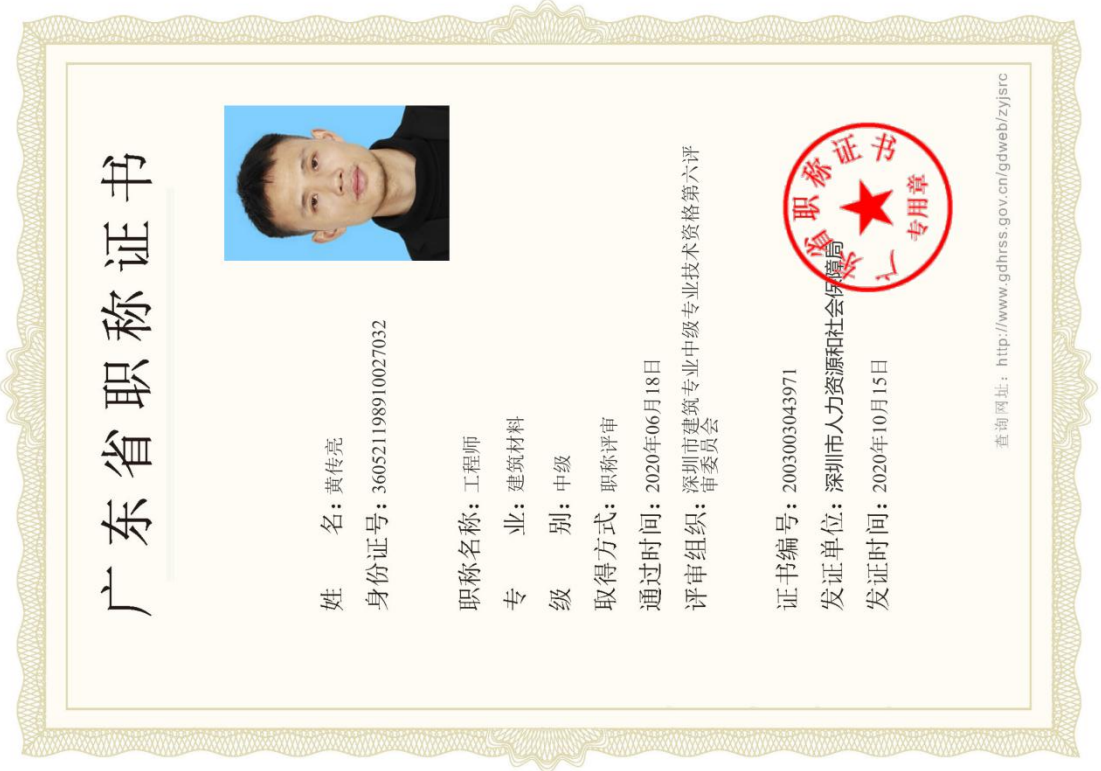 广东省职称证书
姓　　名：黄传亮
身份证号：360521198910027032
职称名称：工程师
专　　业：建筑材料
级　　别：中级
取得方式：职称评审
通过时间：2020年06月18日
评审组织：深圳市建筑专业中级专业技术资格第六评
审委员会
证书编号：2003003043971
发证单位：深圳市人力资源和社会保障局
发证时间：2020年10月15日
广东省职称证书
专用章
查询网址：http://www.gdhrss.gov.cn/gdweb/zyjsrc